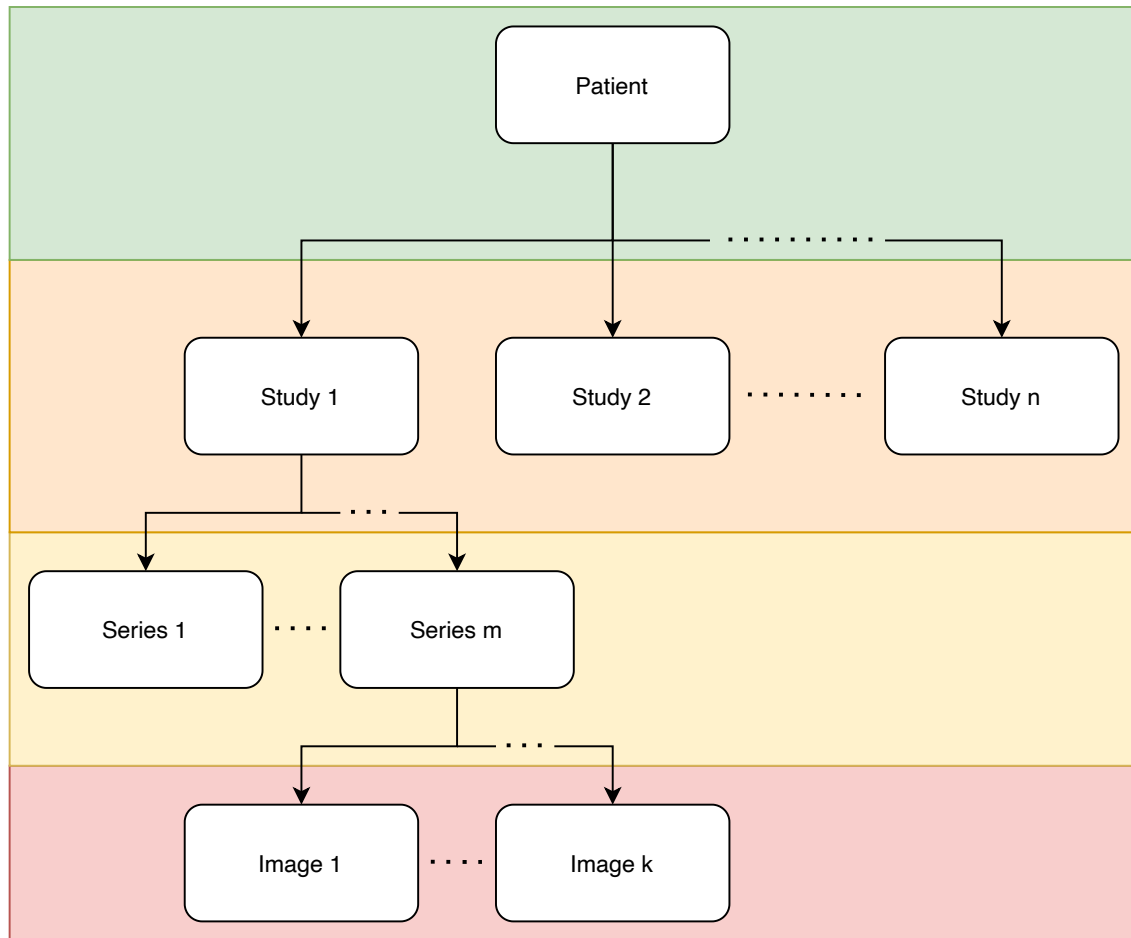 Patient
Study 1
Study 2
Study n
Series 1
Series m
Image 1
Image k